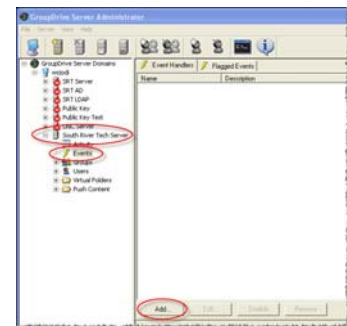 GroupDrive Server Administrator
File Server View Help
GroupDrive Server Domains
SRT Server
SRT AD
SRT LDAP
Public Key
Public Key Test
South River Tech Server
Activity
Events
Groups
Users
Virtual Folders
Push Content
Event Handlers
Flagged Events
Name
Description
Add...
Edit...
Enable
Remove